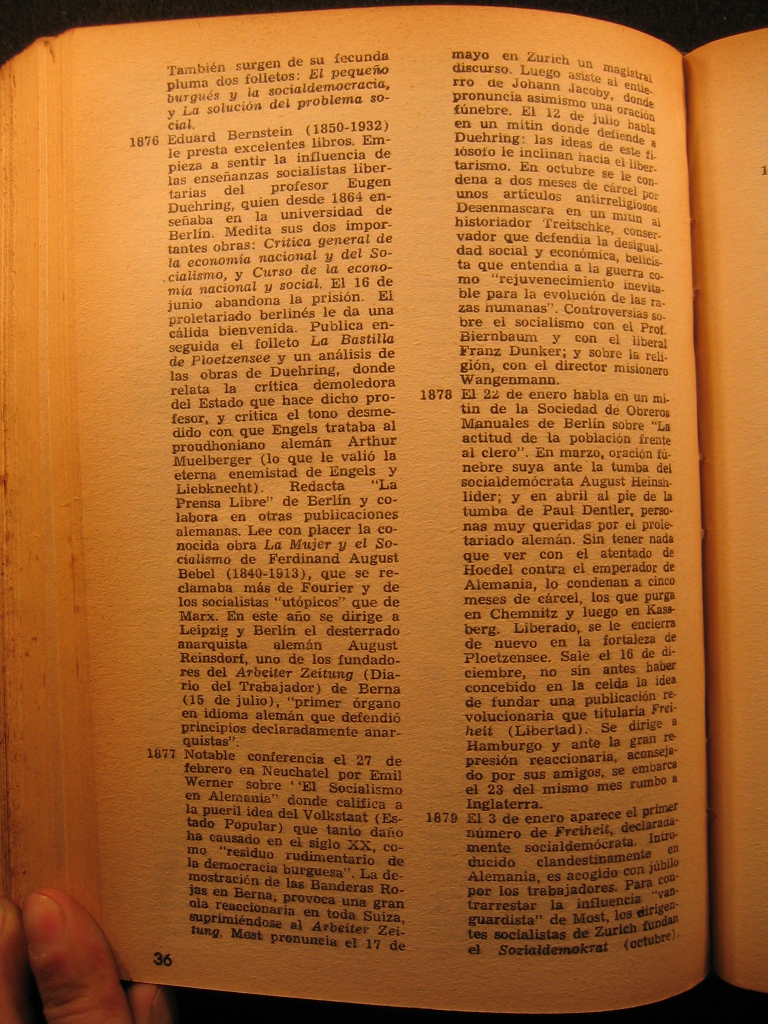 También surgen de su fecunda
pluma dos folletos: El pequeño
burgués y la socialdemocracia,
y La solución del problema so-
cial.
1876 Eduard Bernstein (1850-1932)
le presta excelentes libros. Em-
pieza a sentir la influencia de
las enseñanzas socialistas liber-
tarias del profesor Eugen
Duehring, quien desde 1864 en-
señaba en la universidad de
Berlín. Medita sus dos impor-
tantes obras: Crítica general de
la economía nacional y del So-
cialismo, y Curso de la econo-
mía nacional y social. El 16 de
junio abandona la prisión. El
proletariado berlinés le da una
cálida bienvenida. Publica en-
seguida el folleto La Bastilla
de Ploetzensee y un análisis de
las obras de Duehring, donde
relata la crítica demoledora
del Estado que hace dicho pro-
fesor, y critica el tono desme-
dido con que Engels trataba al
proudhoniano alemán Arthur
Muelberger (lo que le valió la
eterna enemistad de Engels y
Liebknecht). Redacta "La
Prensa Libre" de Berlín y co-
labora en otras publicaciones
alemanas. Lee con placer la co-
nocida obra La Mujer y el So-
cialismo de Ferdinand August
Bebel (1840-1913), que se re-
clamaba más de Fourier y de
los socialistas "utópicos" que de
Marx. En este año se dirige a
Leipzig y Berlín el desterrado
anarquista alemán August
Reinsdorf, uno de los fundado-
res del Arbeiter Zeitung (Dia-
rio del Trabajador) de Berna
(15 de julio), "primer órgano
en idioma alemán que defendió
principios declaradamente anar-
quistas".
1877 Notable conferencia el 27 de
febrero en Neuchatel por Emil
Werner sobre "El Socialismo
en Alemania" donde califica a
la pueril idea del Volkstaat (Es-
tado Popular) que tanto daño
ha causado en el siglo XX, co-
mo "residuo rudimentario de
la democracia burguesa". La de-
mostración de las Banderas Ro-
jas en Berna, provoca una gran
ola reaccionaria en toda Suiza,
suprimiéndose al Arbeiter Zei-
tung. Most pronuncia el 17 de
36
mayo en Zurich un magistral
discurso. Luego asiste al entie-
rro de Johann Jacoby, donde
pronuncia asimismo una oración
fúnebre. El 12 de julio habla
en un mitin donde defiende a
Duehring: las ideas de este fi-
lósofo le inclinan hacia el liber-
tarismo. En octubre se le con-
dena a dos meses de cárcel por
unos artículos antirreligiosos.
Desenmascara en un mitin al
historiador Treitschke, conser-
vador que defendía la desigual-
dad social y económica, belicis-
ta que entendía a la guerra co-
mo "rejuvenecimiento inevita-
ble para la evolución de las ra-
zas humanas". Controversias so-
bre el socialismo con el Prof.
Biernbaum y con el liberal
Franz Dunker; y sobre la reli-
gión, con el director misionero
Wangenmann.
1878 El 22 de enero habla en un mi-
tin de la Sociedad de Obreros
Manuales de Berlín sobre "La
actitud de la población frente
al clero". En marzo, oración fú-
nebre suya ante la tumba del
socialdemócrata August Heinsh-
lider; y en abril al pie de la
tumba de Paul Dentler, perso-
nas muy queridas por el prole-
tariado alemán. Sin tener nada
que ver con el atentado de
Hoedel contra el emperador de
Alemania, lo condenan a cinco
meses de cárcel, los que purga
en Chemnitz y luego en Kass-
berg. Liberado, se le encierra
de nuevo en la fortaleza de
Ploetzensee. Sale el 16 de di-
ciembre, no sin antes haber
concebido en la celda la idea
de fundar una publicación re-
volucionaria que titularía Frei-
heit (Libertad). Se dirige a
Hamburgo y ante la gran re-
presión reaccionaria, aconseja-
do por sus amigos, se embarca
el 23 del mismo mes rumbo a
Inglaterra.
1879 El 3 de enero aparece el primer
número de Freiheit, declarada-
mente socialdemócrata. Intro-
ducido clandestinamente en
Alemania, es acogido con júbilo
por los trabajadores. Para con-
trarrestar la influencia "van-
guardista" de Most, los dirigen-
tes socialistas de Zurich fundan
el Sozialdemokrat (octubre).